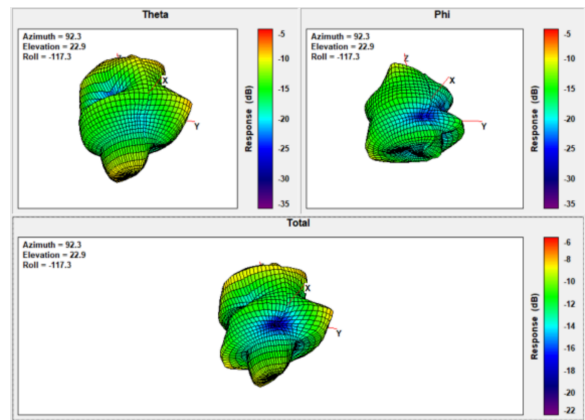 Theta
Azimuth = 92.3
Elevation = 22.9
Roll = -117.3
X
Y
-5
-10
-15
-20
-25
-30
-35
Response (dB)
Phi
Azimuth = 92.3
Elevation = 22.9
Roll = -117.3
Z
X
Y
-5
-10
-15
-20
-25
-30
-35
Response (dB)
Total
Azimuth = 92.3
Elevation = 22.9
Roll = -117.3
X
Y
-6
-8
-10
-12
-14
-16
-18
-20
-22
Response (dB)